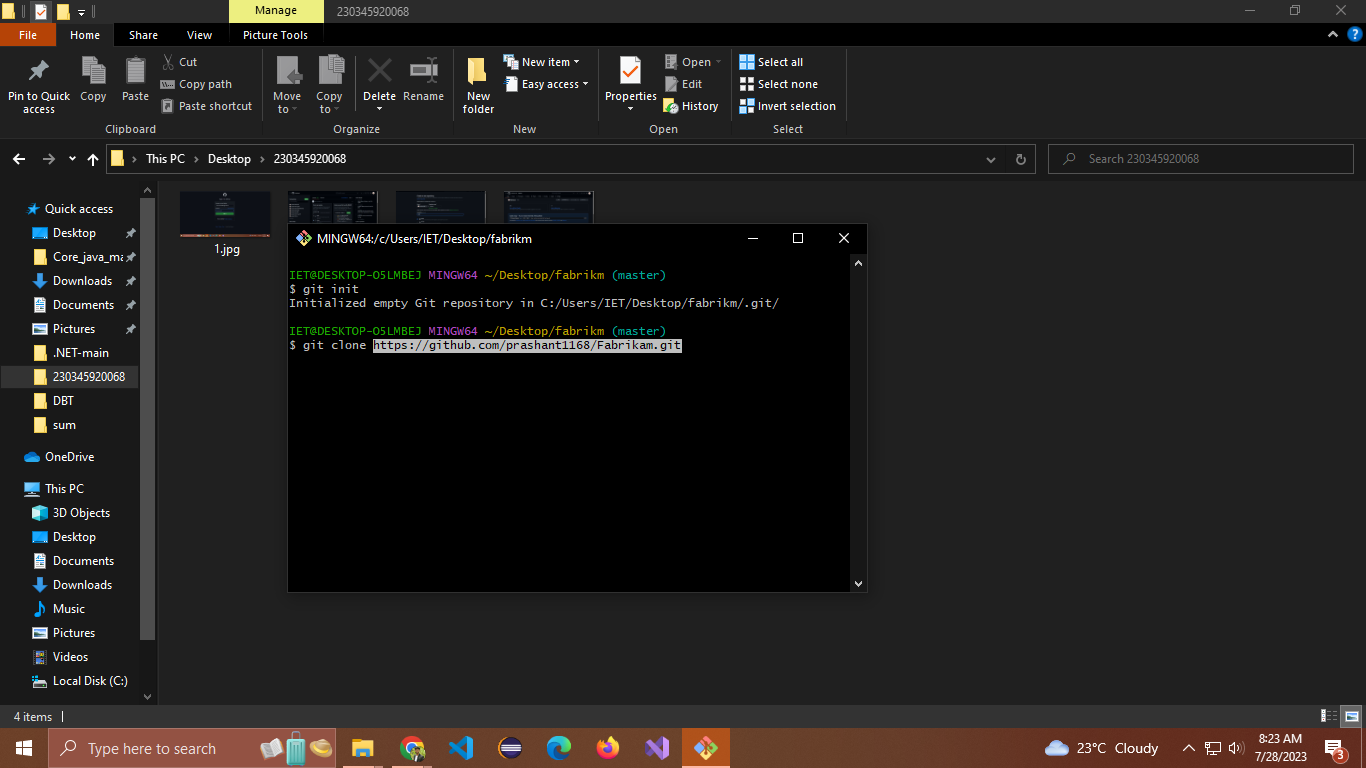 Manage
230345920068
File
Home
Share
View
Picture Tools
Pin to Quick access
Copy
Paste
Cut
Copy path
Paste shortcut
Clipboard
Move to
Copy to
Delete
Rename
Organize
New folder
New item
Easy access
New
Properties
Open
Edit
History
Open
Select all
Select none
Invert selection
Select
This PC
Desktop
230345920068
Search 230345920068
Quick access
Desktop
Core_java_ma
Downloads
Documents
Pictures
.NET-main
230345920068
DBT
sum
OneDrive
This PC
3D Objects
Desktop
Documents
Downloads
Music
Pictures
Videos
Local Disk (C:)
1.jpg
MINGW64:/c/Users/IET/Desktop/fabrikm
IET@DESKTOP-O5LMBEJ MINGW64 ~/Desktop/fabrikm (master)
$ git init
Initialized empty Git repository in C:/Users/IET/Desktop/fabrikm/.git/
IET@DESKTOP-O5LMBEJ MINGW64 ~/Desktop/fabrikm (master)
$ git clone https://github.com/prashant1168/Fabrikam.git
4 items
Type here to search
23°C Cloudy
8:23 AM
7/28/2023
3